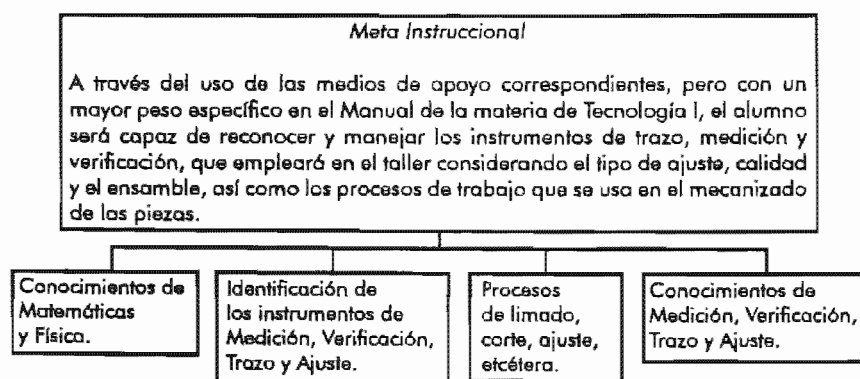 Meta Instruccional
A través del uso de las medios de apoyo correspondientes, pero con un
mayor peso específico en el Manual de la materia de Tecnología I, el alumno
será capaz de reconocer y manejar los instrumentos de trazo, medición y
verificación, que empleará en el taller considerando el tipo de ajuste, calidad
y el ensamble, así como los procesos de trabajo que se usa en el mecanizado
de las piezas.
Conocimientos de
Matemáticas
y Física.
Identificación de
los instrumentos de
Medición, Verificación,
Trazo y Ajuste.
Procesos
de limado,
corte, ajuste,
etcétera.
Conocimientos de
Medición, Verificación,
Trazo y Ajuste.